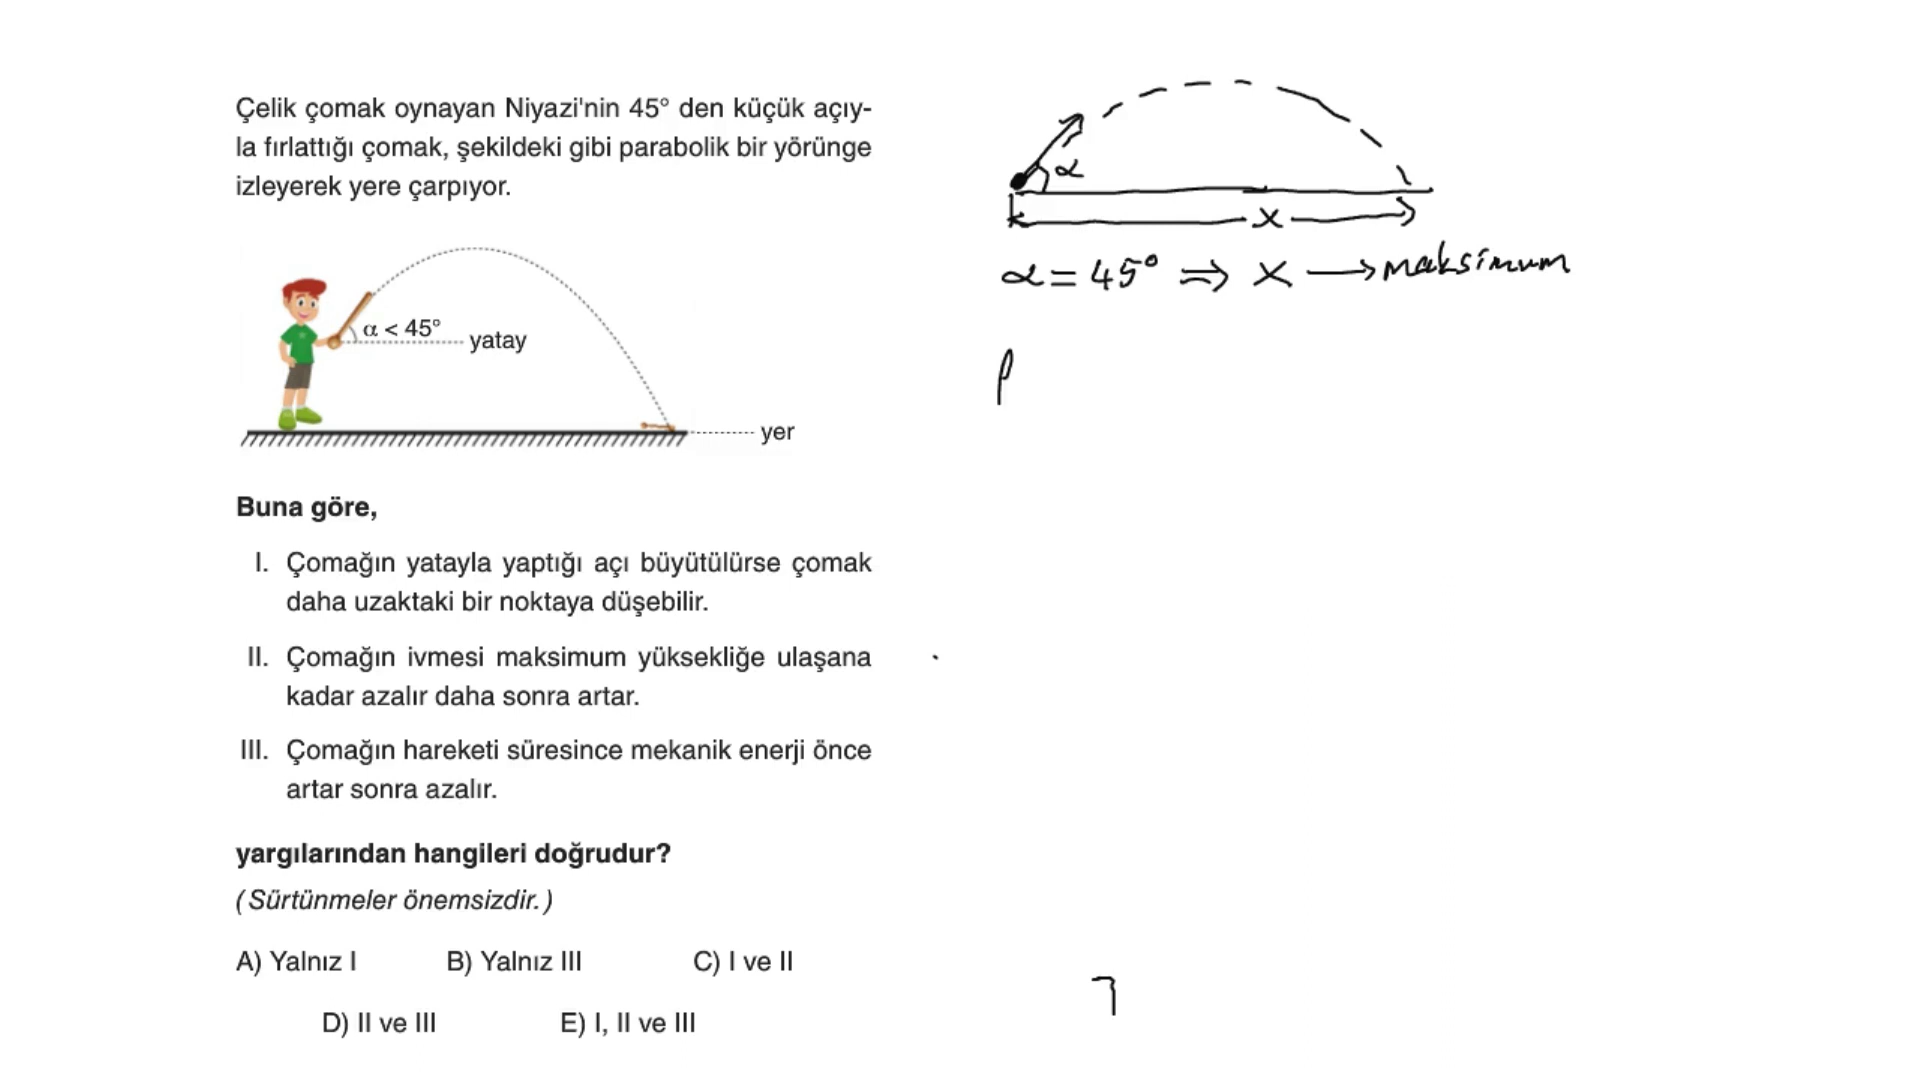 Çelik çomak oynayan Niyazi'nin 45° den küçük açıy-
la fırlattığı çomak, şekildeki gibi parabolik bir yörünge
izleyerek yere çarpıyor.
α < 45°
yatay
yer
Buna göre,
I. Çomağın yatayla yaptığı açı büyütülürse çomak
daha uzaktaki bir noktaya düşebilir.
II. Çomağın ivmesi maksimum yüksekliğe ulaşana
kadar azalır daha sonra artar.
III. Çomağın hareketi süresince mekanik enerji önce
artar sonra azalır.
yargılarından hangileri doğrudur?
(Sürtünmeler önemsizdir.)
A) Yalnız I B) Yalnız III C) I ve II
D) II ve III E) I, II ve III
α
x
α = 45° ⇒ x → maksimum